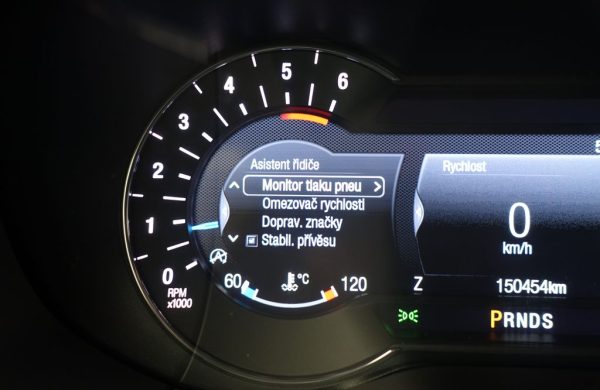 6
5
4
3
2
1
0
RPM
x1000
Asistent řidiče
Monitor tlaku pneu
Omezovač rychlosti
Doprav. značky
Stabil. přívěsu
60 °C 120
Rychlost
0
km/h
Z 150454km
PRNDS